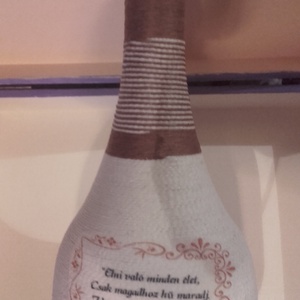 "Élni való minden élet,
Csak magadhoz hű maradj